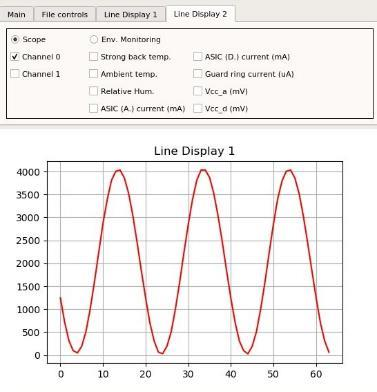 Main File controls Line Display 1 Line Display 2
Scope Env. Monitoring
Channel 0 Strong back temp. ASIC (D.) current (mA)
Channel 1 Ambient temp. Guard ring current (uA)
Relative Hum. Vcc_a (mV)
ASIC (A.) current (mA) Vcc_d (mV)
Line Display 1
4000
3500
3000
2500
2000
1500
1000
500
0
0 10 20 30 40 50 60